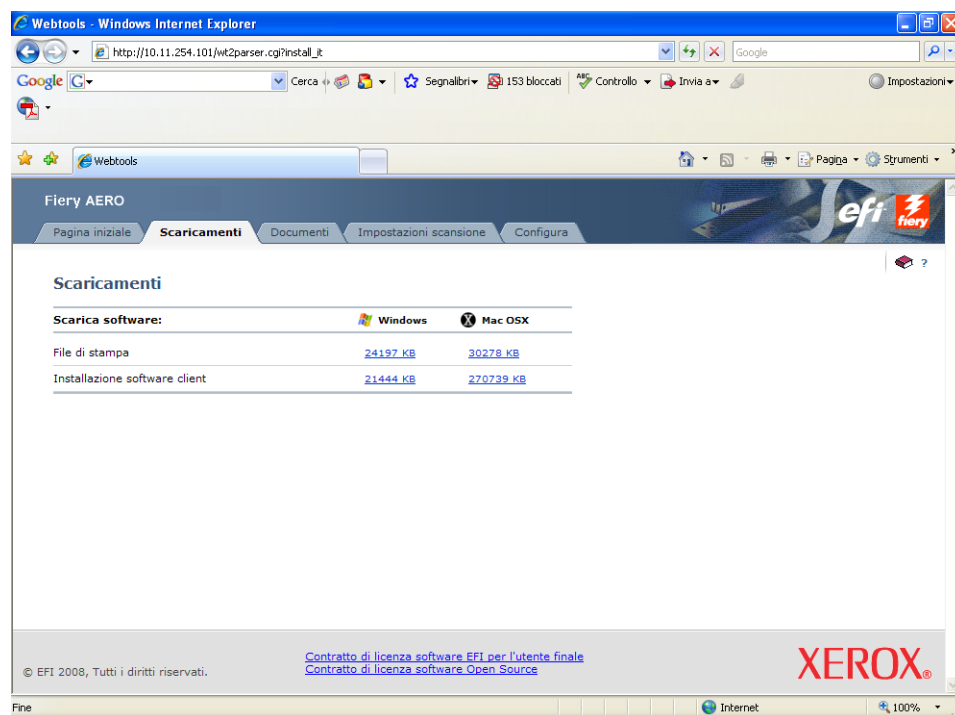 Webtools - Windows Internet Explorer
http://10.11.254.101/wt2parser.cgi?install_it
Google
Google G
Cerca
Segnalibri
153 bloccati
ABC
Controllo
Invia a
Impostazioni
Webtools
Pagina
Strumenti
Fiery AERO
efi fiery
Pagina iniziale
Scaricamenti
Documenti
Impostazioni scansione
Configura
?
Scaricamenti
Scarica software: Windows X Mac OSX
File di stampa 24197 KB 30278 KB
Installazione software client 21444 KB 270739 KB
© EFI 2008, Tutti i diritti riservati.
Contratto di licenza software EFI per l'utente finale
Contratto di licenza software Open Source
XEROX®
Fine
Internet
100%